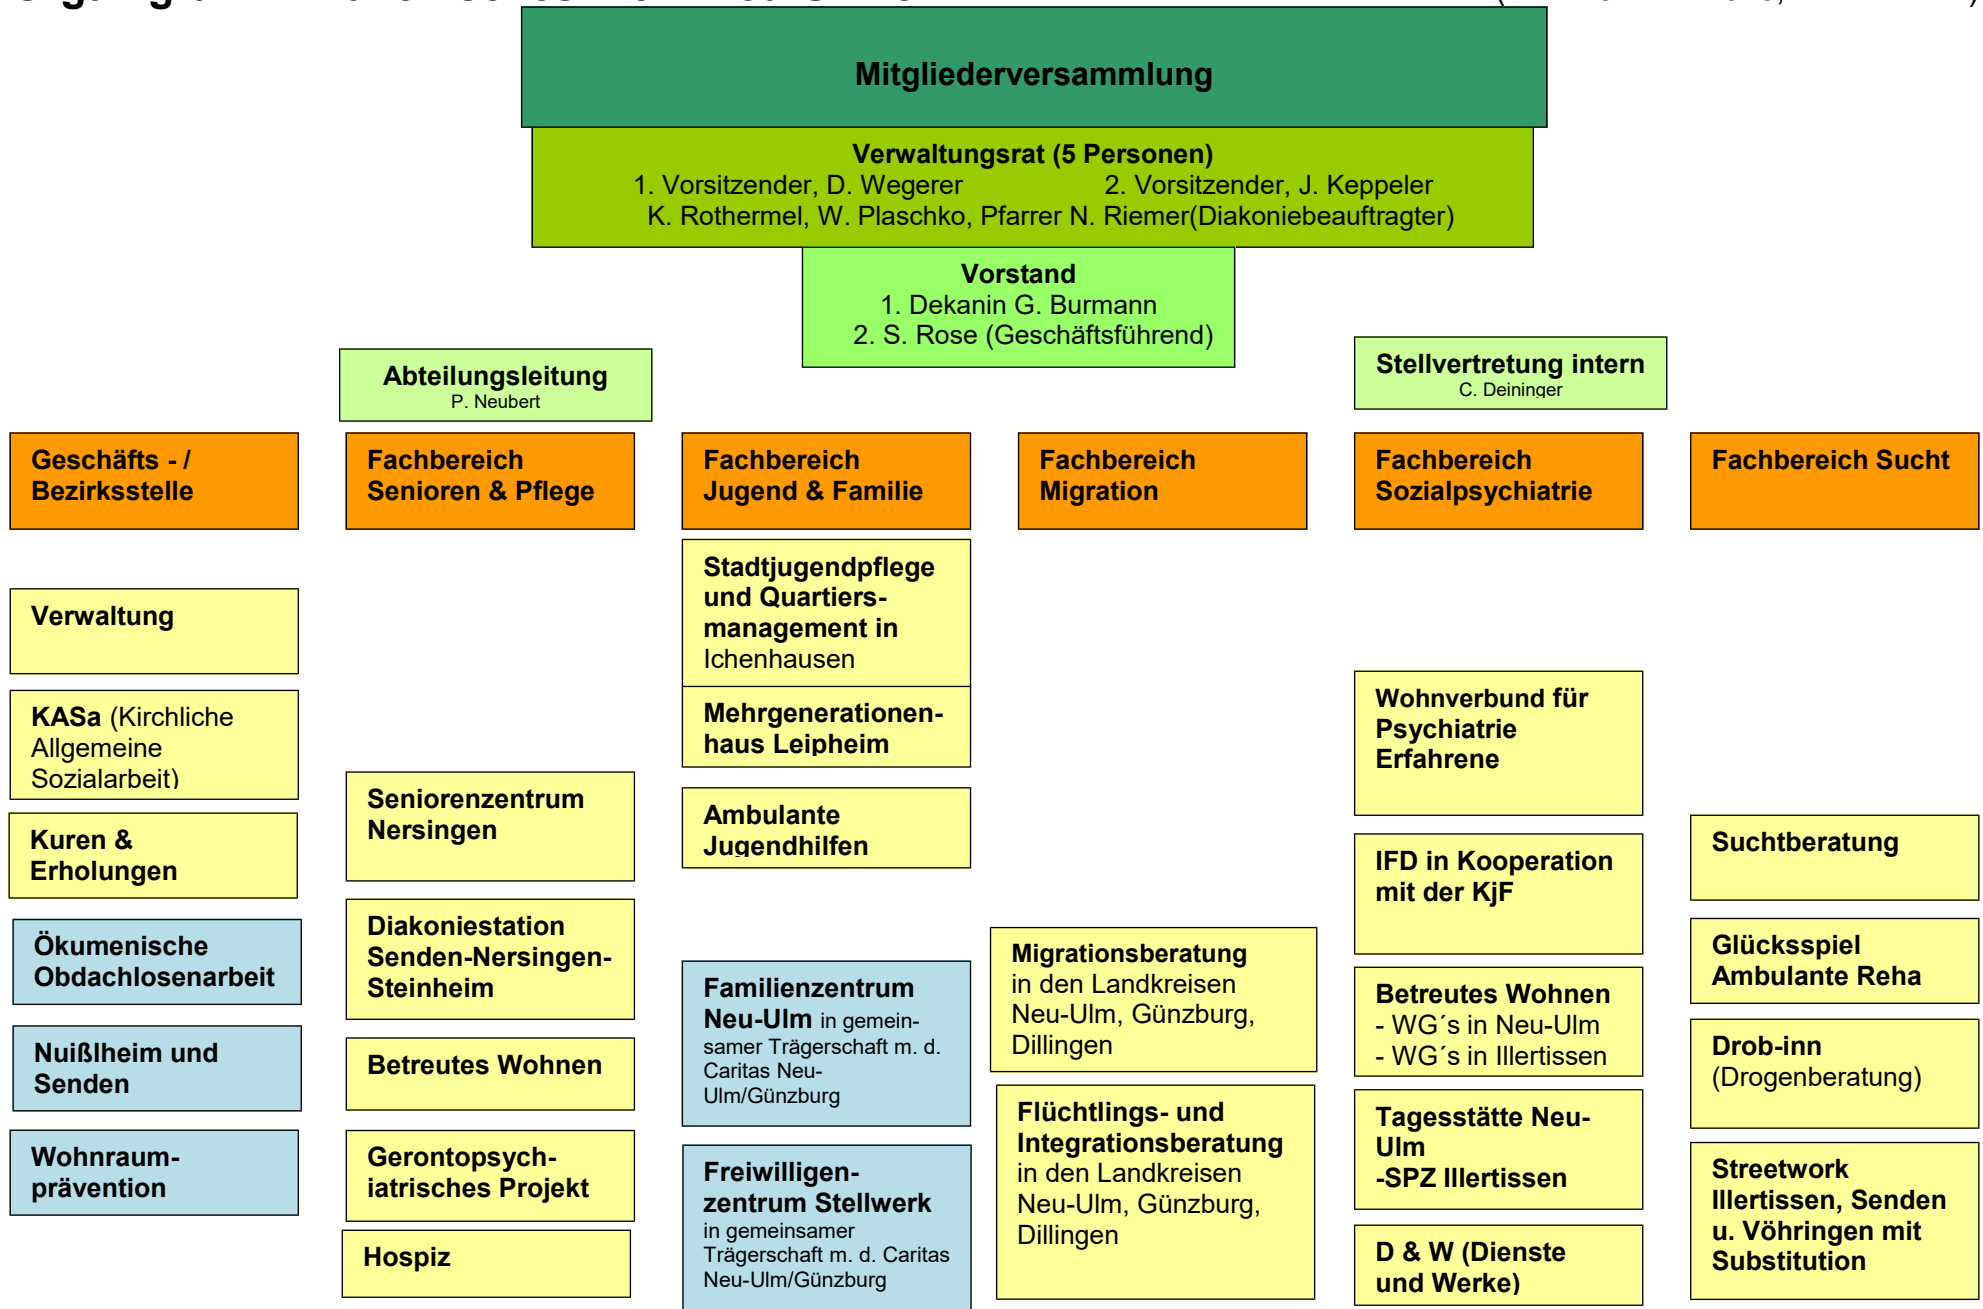 Mitgliederversammlung
Verwaltungsrat (5 Personen)
1. Vorsitzender, D. Wegerer 2. Vorsitzender, J. Keppeler
K. Rothermel, W. Plaschko, Pfarrer N. Riemer(Diakoniebeauftragter)
Vorstand
1. Dekanin G. Burmann
2. S. Rose (Geschäftsführend)
Abteilungsleitung
P. Neubert
Stellvertretung intern
C. Deininger
Geschäfts - /
Bezirksstelle
Verwaltung
KASa (Kirchliche
Allgemeine
Sozialarbeit)
Kuren &
Erholungen
Ökumenische
Obdachlosenarbeit
Nuißlheim und
Senden
Wohnraum-
prävention
Fachbereich
Senioren & Pflege
Seniorenzentrum
Nersingen
Diakoniestation
Senden-Nersingen-
Steinheim
Betreutes Wohnen
Gerontopsych-
iatrisches Projekt
Hospiz
Fachbereich
Jugend & Familie
Stadtjugendpflege
und Quartiers-
management in
Ichenhausen
Mehrgenerationen-
haus Leipheim
Ambulante
Jugendhilfen
Familienzentrum
Neu-Ulm in gemein-
samer Trägerschaft m. d.
Caritas Neu-
Ulm/Günzburg
Freiwilligen-
zentrum Stellwerk
in gemeinsamer
Trägerschaft m. d. Caritas
Neu-Ulm/Günzburg
Fachbereich
Migration
Migrationsberatung
in den Landkreisen
Neu-Ulm, Günzburg,
Dillingen
Flüchtlings- und
Integrationsberatung
in den Landkreisen
Neu-Ulm, Günzburg,
Dillingen
Fachbereich
Sozialpsychiatrie
Wohnverbund für
Psychiatrie
Erfahrene
IFD in Kooperation
mit der KjF
Betreutes Wohnen
- WG´s in Neu-Ulm
- WG´s in Illertissen
Tagesstätte Neu-
Ulm
-SPZ Illertissen
D & W (Dienste
und Werke)
Fachbereich Sucht
Suchtberatung
Glücksspiel
Ambulante Reha
Drob-inn
(Drogenberatung)
Streetwork
Illertissen, Senden
u. Vöhringen mit
Substitution